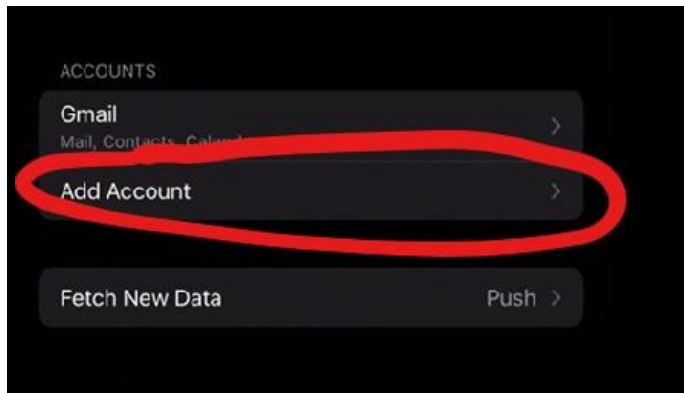 ACCOUNTS
Gmail
Mail, Contacts,
Add Account
Fetch New Data
Push